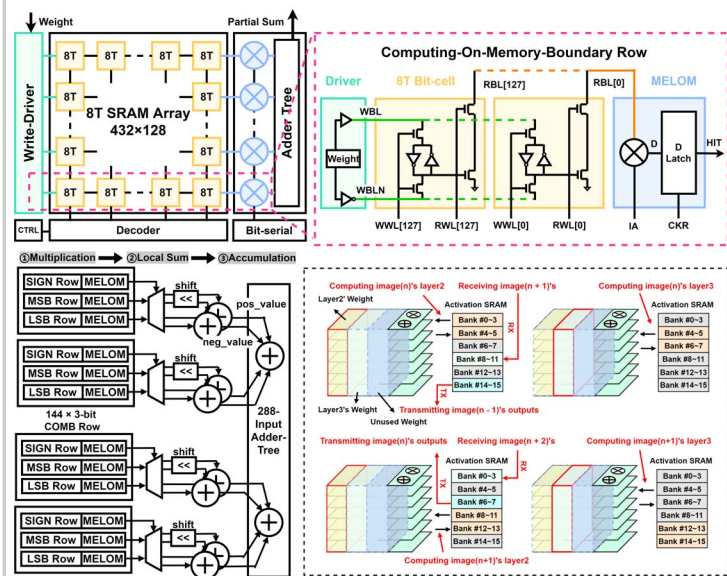 Weight
Partial Sum
Write-Driver
8T 8T 8T 8T
8T 8T
8T SRAM Array
432×128
8T 8T
8T 8T 8T 8T
Adder Tree
CTRL
Decoder
Bit-serial
Computing-On-Memory-Boundary Row
Driver
8T Bit-cell
RBL[127]
RBL[0]
MELOM
WBL
Weight
WBLN
D
D
Latch
HIT
WWL[127]
RWL[127]
WWL[0]
RWL[0]
IA
CKR
①Multiplication
②Local Sum
③Accumulation
SIGN Row MELOM
MSB Row MELOM
LSB Row MELOM
shift
<<
pos_value
neg_value
SIGN Row MELOM
MSB Row MELOM
LSB Row MELOM
shift
<<
144 × 3-bit
COMB Row
288-
Input
Adder-
Tree
SIGN Row MELOM
MSB Row MELOM
LSB Row MELOM
shift
<<
SIGN Row MELOM
MSB Row MELOM
LSB Row MELOM
shift
<<
Computing image(n)'s layer2
Receiving image(n + 1)'s
Layer2' Weight
Activation SRAM
Bank #0~3
Bank #4~5
Bank #6~7
Bank #8~11
Bank #12~13
Bank #14~15
RX
TX
Layer3's Weight
Unused Weight
Transmitting image(n - 1)'s outputs
Computing image(n)'s layer3
Activation SRAM
Bank #0~3
Bank #4~5
Bank #6~7
Bank #8~11
Bank #12~13
Bank #14~15
Transmitting image(n)'s outputs
Receiving image(n + 2)'s
Activation SRAM
TX
RX
Bank #0~3
Bank #4~5
Bank #6~7
Bank #8~11
Bank #12~13
Bank #14~15
Computing image(n+1)'s layer2
Computing image(n+1)'s layer3
Activation SRAM
Bank #0~3
Bank #4~5
Bank #6~7
Bank #8~11
Bank #12~13
Bank #14~15